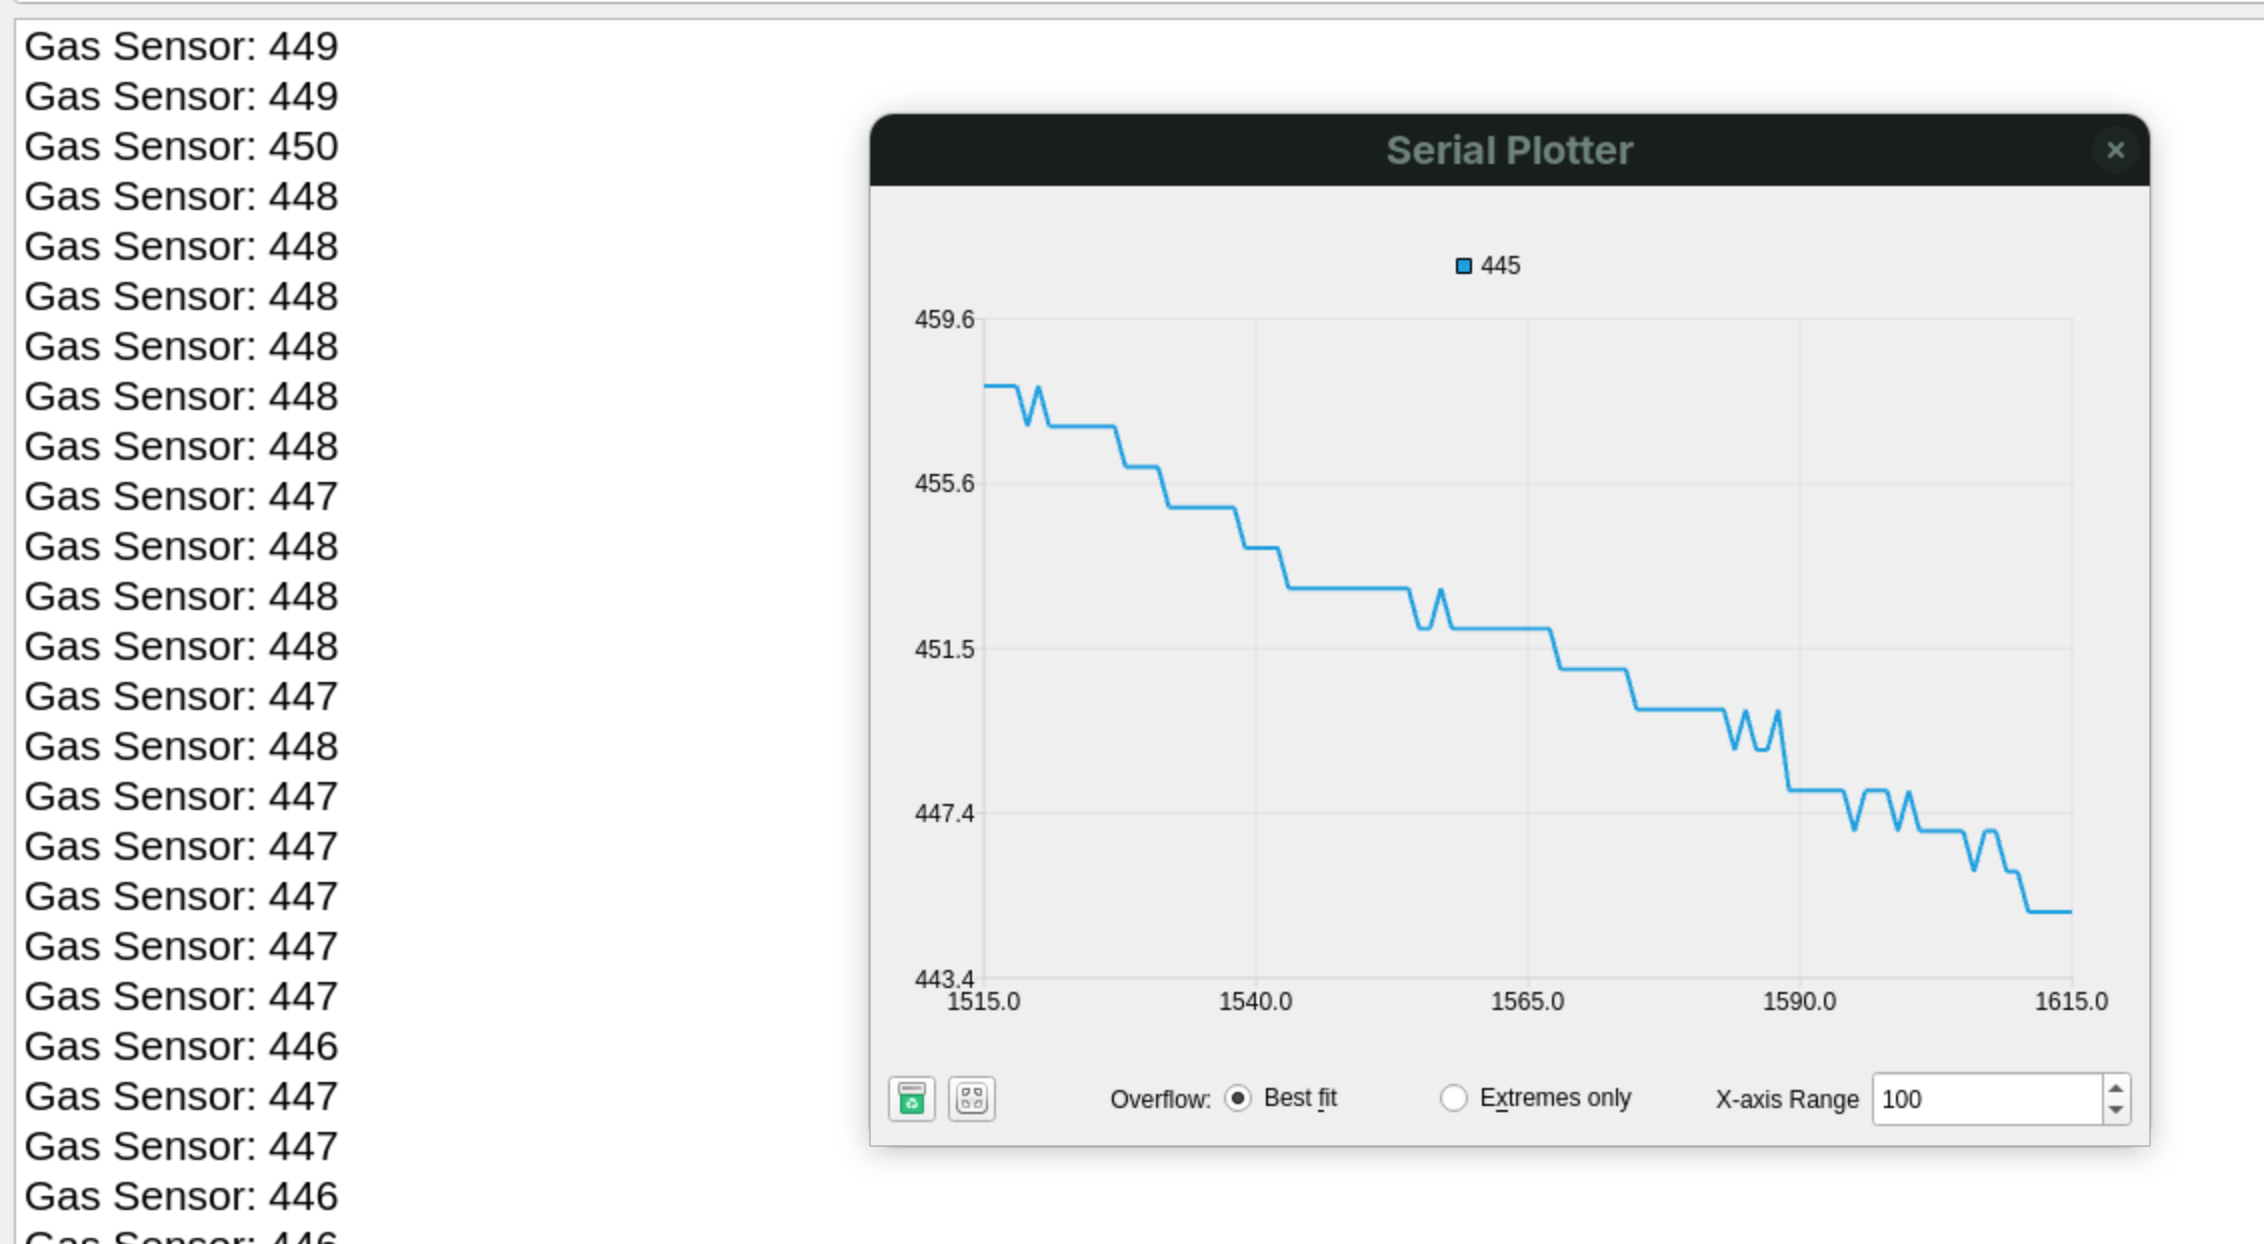 Gas Sensor: 449
Gas Sensor: 449
Gas Sensor: 450
Gas Sensor: 448
Gas Sensor: 448
Gas Sensor: 448
Gas Sensor: 448
Gas Sensor: 448
Gas Sensor: 448
Gas Sensor: 447
Gas Sensor: 448
Gas Sensor: 448
Gas Sensor: 448
Gas Sensor: 447
Gas Sensor: 448
Gas Sensor: 447
Gas Sensor: 447
Gas Sensor: 447
Gas Sensor: 447
Gas Sensor: 447
Gas Sensor: 446
Gas Sensor: 447
Gas Sensor: 447
Gas Sensor: 446
Gas Sensor: 446
Serial Plotter
445
459.6
455.6
451.5
447.4
443.4
1515.0 1540.0 1565.0 1590.0 1615.0
Overflow: Best fit Extremes only X-axis Range 100